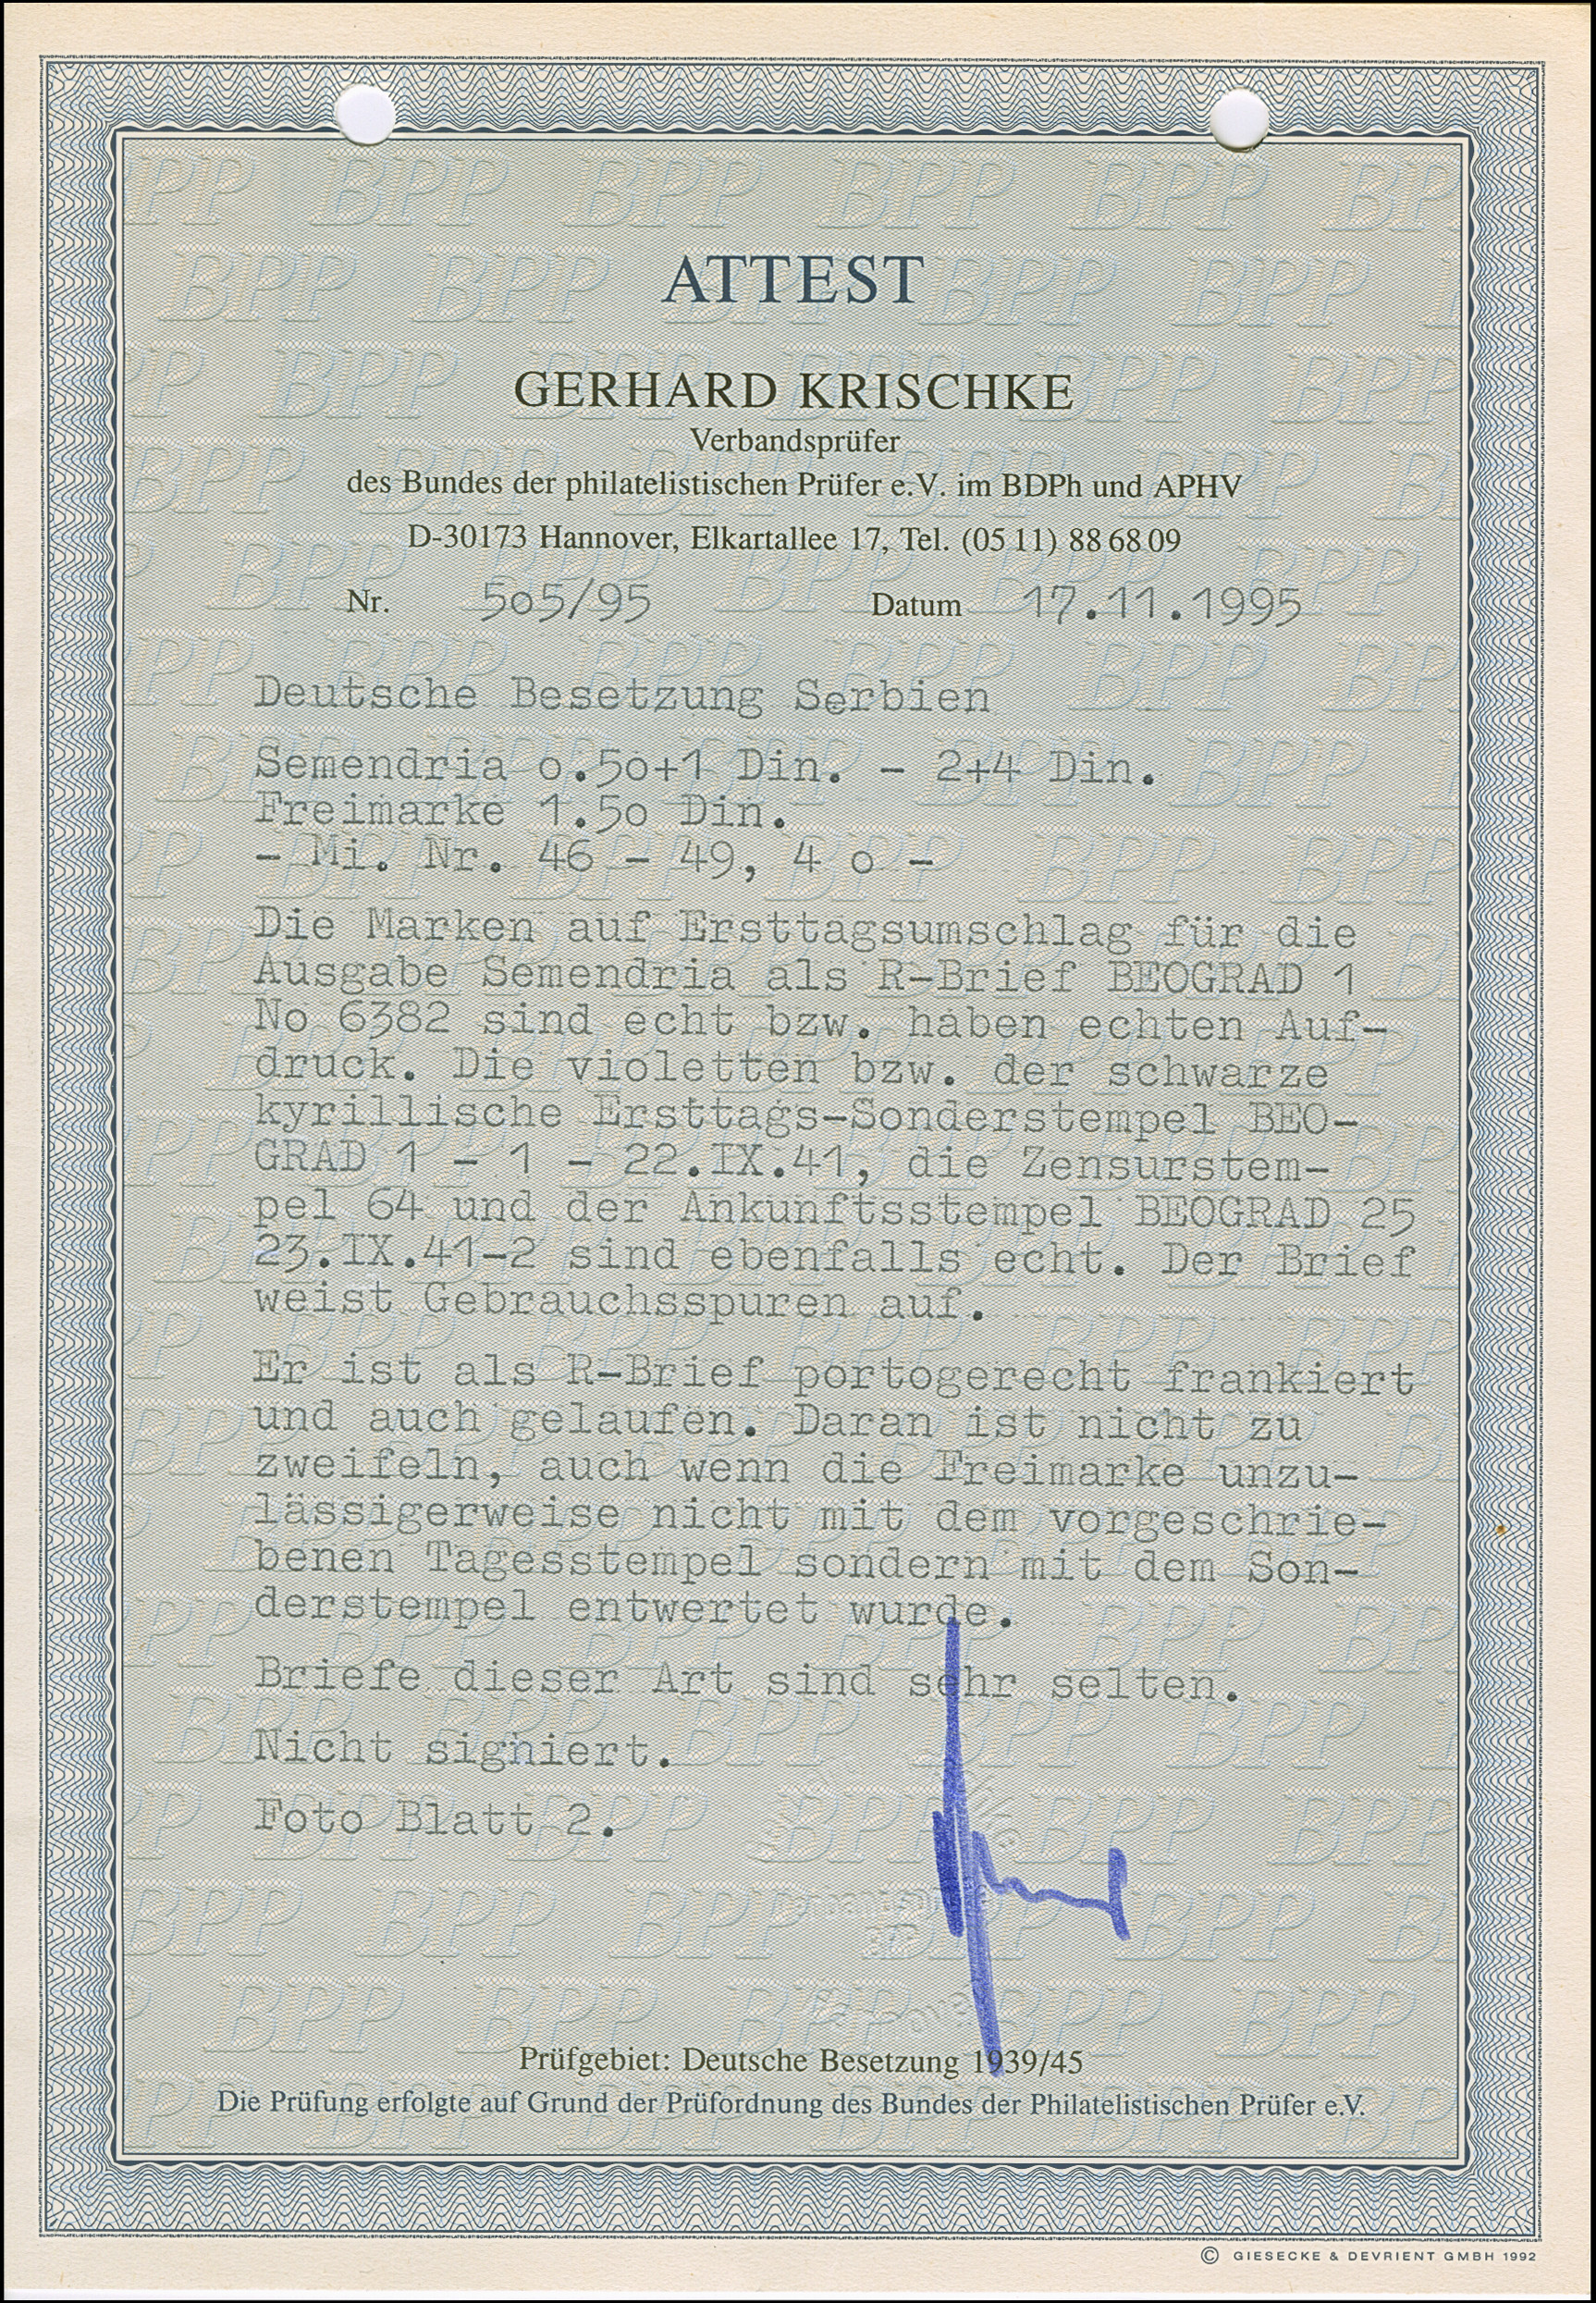 ATTEST
GERHARD KRISCHKE
Verbandsprüfer
des Bundes der philatelistischen Prüfer e.V. im BDPh und APHV
D-30173 Hannover, Elkartallee 17, Tel. (05 11) 88 68 09
Nr. 5o5/95 Datum 17.11.1995
Deutsche Besetzung Serbien
Semendria o.5o+1 Din. - 2+4 Din.
Freimarke 1.5o Din.
- Mi. Nr. 46 - 49, 4 o -
Die Marken auf Ersttagsumschlag für die
Ausgabe Semendria als R-Brief BEOGRAD 1
No 6382 sind echt bzw. haben echten Auf-
druck. Die violetten bzw. der schwarze
kyrillische Ersttags-Sonderstempel BEO-
GRAD 1 - 1 - 22.IX.41, die Zensurstem-
pel 64 und der Ankunftsstempel BEOGRAD 25
23.IX.41-2 sind ebenfalls echt. Der Brief
weist Gebrauchsspuren auf.
Er ist als R-Brief portogerecht frankiert
und auch gelaufen. Daran ist nicht zu
zweifeln, auch wenn die Freimarke unzu-
lässigerweise nicht mit dem vorgeschrie-
benen Tagesstempel sondern mit dem Son-
derstempel entwertet wurde.
Briefe dieser Art sind sehr selten.
Nicht signiert.
Foto Blatt 2.
Prüfgebiet: Deutsche Besetzung 1939/45
Die Prüfung erfolgte auf Grund der Prüfordnung des Bundes der Philatelistischen Prüfer e.V.
© GIESECKE & DEVRIENT GMBH 1992